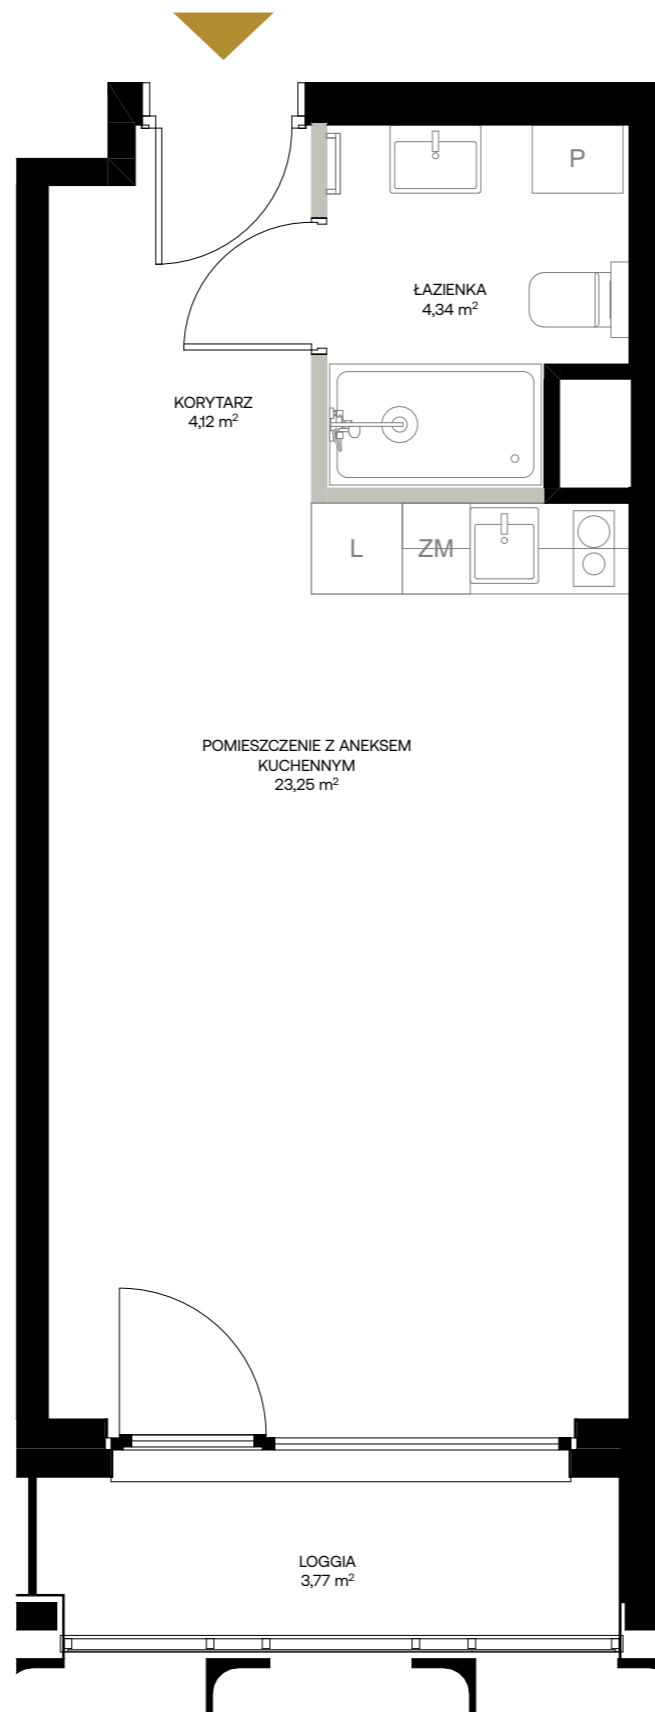 P
ŁAZIENKA
4,34 m²
KORYTARZ
4,12 m²
L
ZM
POMIESZCZENIE Z ANEKSEM
KUCHENNYM
23,25 m²
LOGGIA
3,77 m²